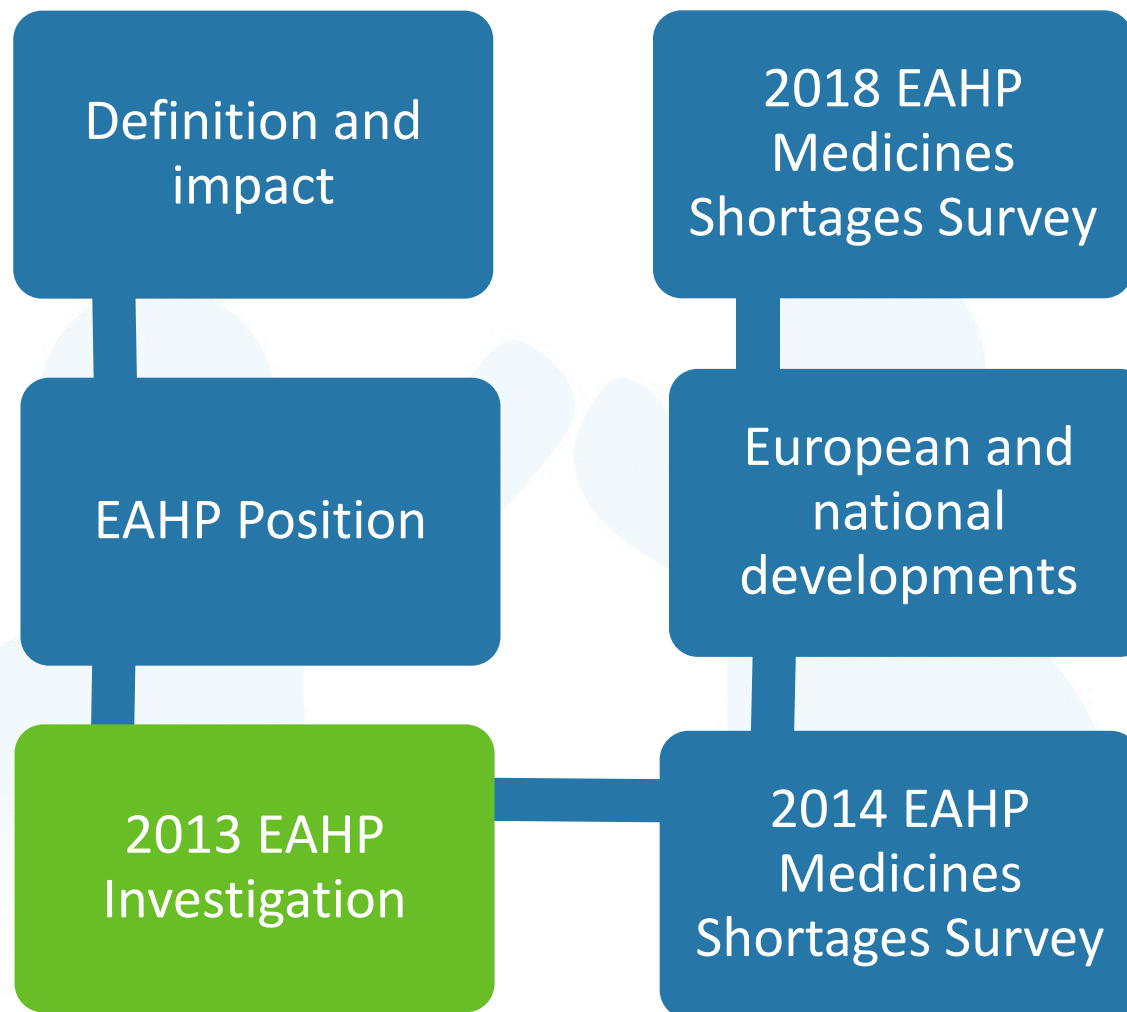 Definition and
impact
EAHP Position
2013 EAHP
Investigation
2014 EAHP
Medicines
Shortages Survey
European and
national
developments
2018 EAHP
Medicines
Shortages Survey